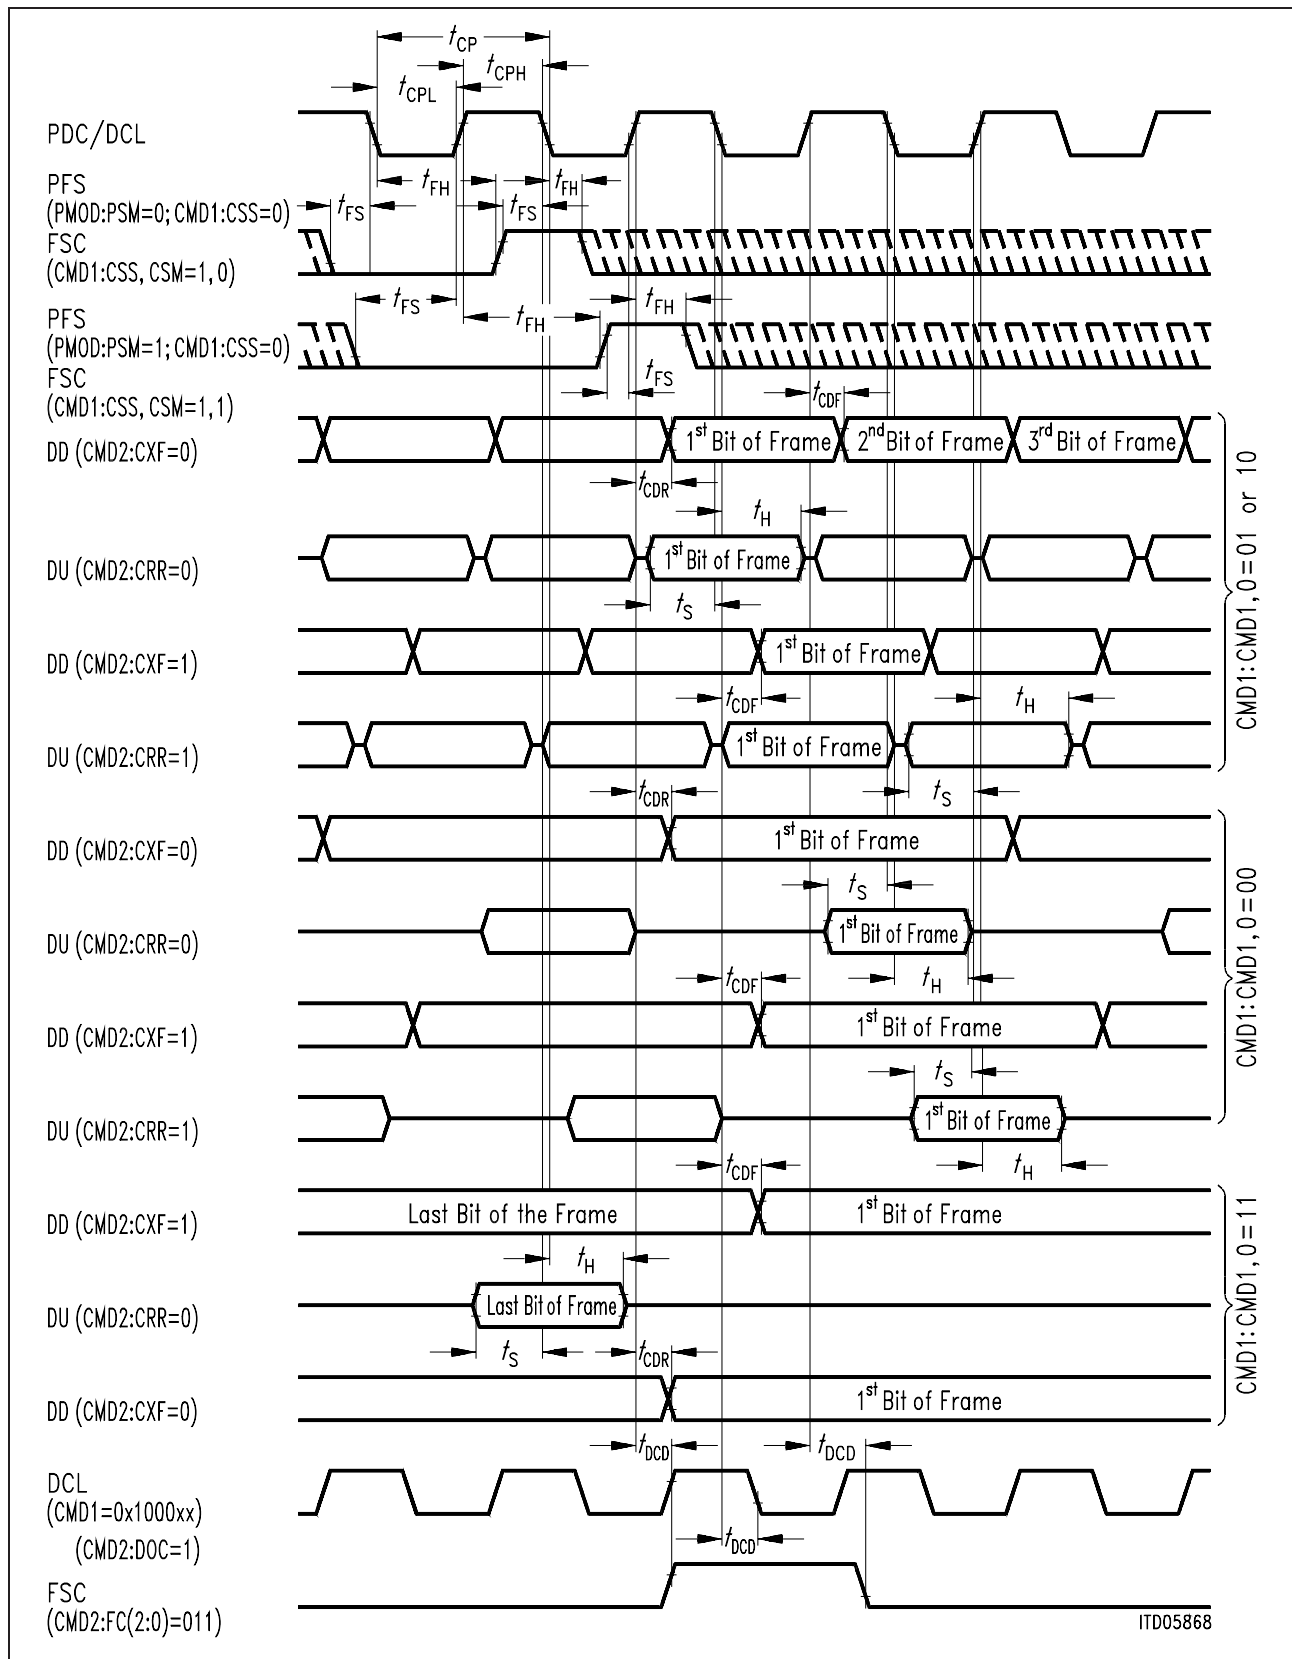 tCP
tCPH
tCPL
PDC/DCL
PFS
(PMOD:PSM=0; CMD1:CSS=0)
tFH
tFH
tFS
tFS
FSC
(CMD1:CSS, CSM=1,0)
tFS
tFH
tFH
PFS
(PMOD:PSM=1; CMD1:CSS=0)
FSC
(CMD1:CSS, CSM=1,1)
tFS
tCDF
DD (CMD2:CXF=0)
1st Bit of Frame
2nd Bit of Frame
3rd Bit of Frame
tCDR
tH
DU (CMD2:CRR=0)
1st Bit of Frame
tS
DD (CMD2:CXF=1)
1st Bit of Frame
tCDF
tH
DU (CMD2:CRR=1)
1st Bit of Frame
CMD1:CMD1,0=01 or 10
tCDR
tS
DD (CMD2:CXF=0)
1st Bit of Frame
tS
DU (CMD2:CRR=0)
1st Bit of Frame
tCDF
tH
DD (CMD2:CXF=1)
1st Bit of Frame
tS
DU (CMD2:CRR=1)
1st Bit of Frame
CMD1:CMD1,0=00
tCDF
tH
DD (CMD2:CXF=1)
Last Bit of the Frame
1st Bit of Frame
tH
DU (CMD2:CRR=0)
Last Bit of Frame
tS
tCDR
DD (CMD2:CXF=0)
1st Bit of Frame
CMD1:CMD1,0=11
tDCD
tDCD
DCL
(CMD1=0x1000xx)
(CMD2:DOC=1)
tDCD
FSC
(CMD2:FC(2:0)=011)
ITD05868